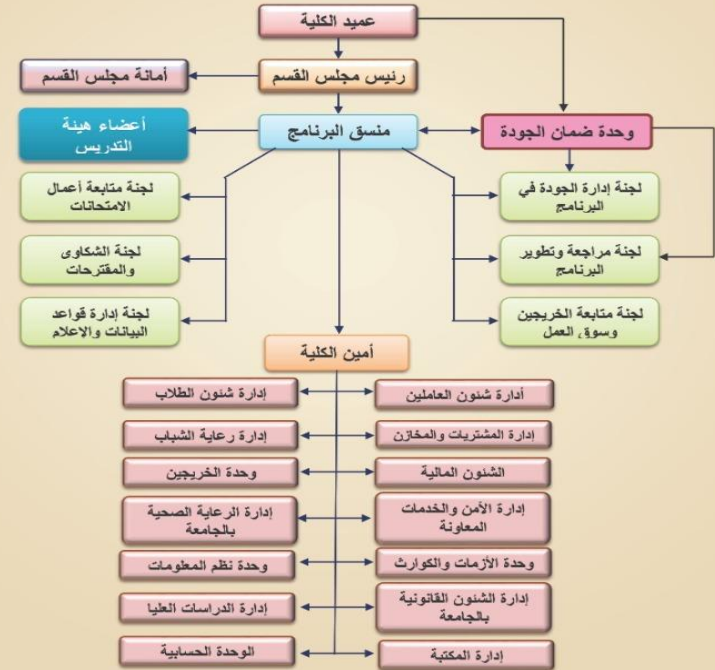 عميد الكلية
رئيس مجلس القسم
أمانة مجلس القسم
وحدة ضمان الجودة
منسق البرنامج
أعضاء هيئة
التدريس
لجنة إدارة الجودة في
البرنامج
لجنة متابعة أعمال
الامتحانات
لجنة مراجعة وتطوير
البرنامج
لجنة الشكاوى
والمقترحات
لجنة متابعة الخريجين
وسوق العمل
لجنة إدارة قواعد
البيانات والإعلام
أمين الكلية
أدارة شئون العاملين
إدارة شئون الطلاب
إدارة المشتريات والمخازن
إدارة رعاية الشباب
الشئون المالية
وحدة الخريجين
إدارة الأمن والخدمات
المعاونة
إدارة الرعاية الصحية
بالجامعة
وحدة الأزمات والكوارث
وحدة نظم المعلومات
إدارة الشئون القانونية
بالجامعة
إدارة الدراسات العليا
إدارة المكتبة
الوحدة الحسابية